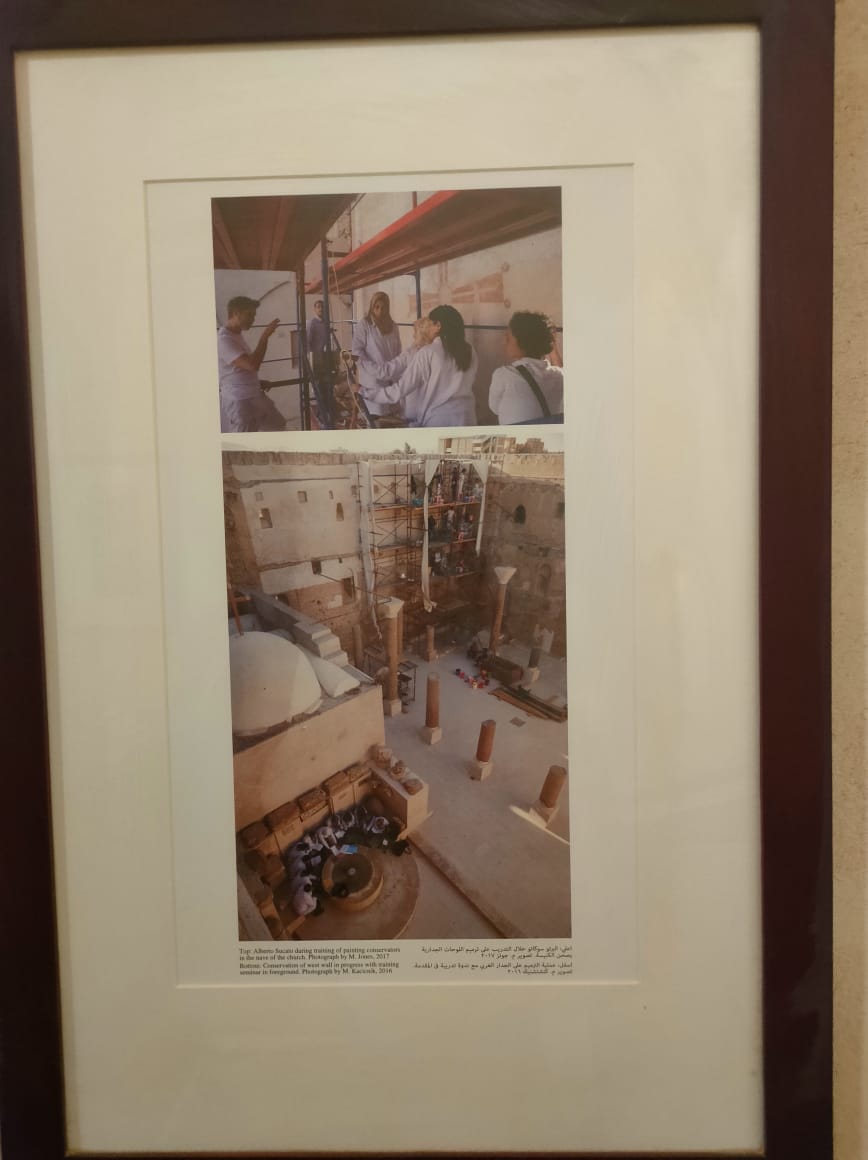 Top: Alberto Sucato during training of painting conservators
in the nave of the church. Photograph by M. Jones, 2017
Bottom: Conservation of west wall in progress with training
seminar in foreground. Photograph by M. Kacicnik, 2016
اعلى: البرتو سوكاتو خلال التدريب على ترميم اللوحات الجدارية
بصحن الكنيسة. تصوير م. جونز ٢٠١٧
اسفل: عملية الترميم على الجدار الغربي مع ندوة تدريبية في المقدمة.
تصوير م. ٢٠١٦